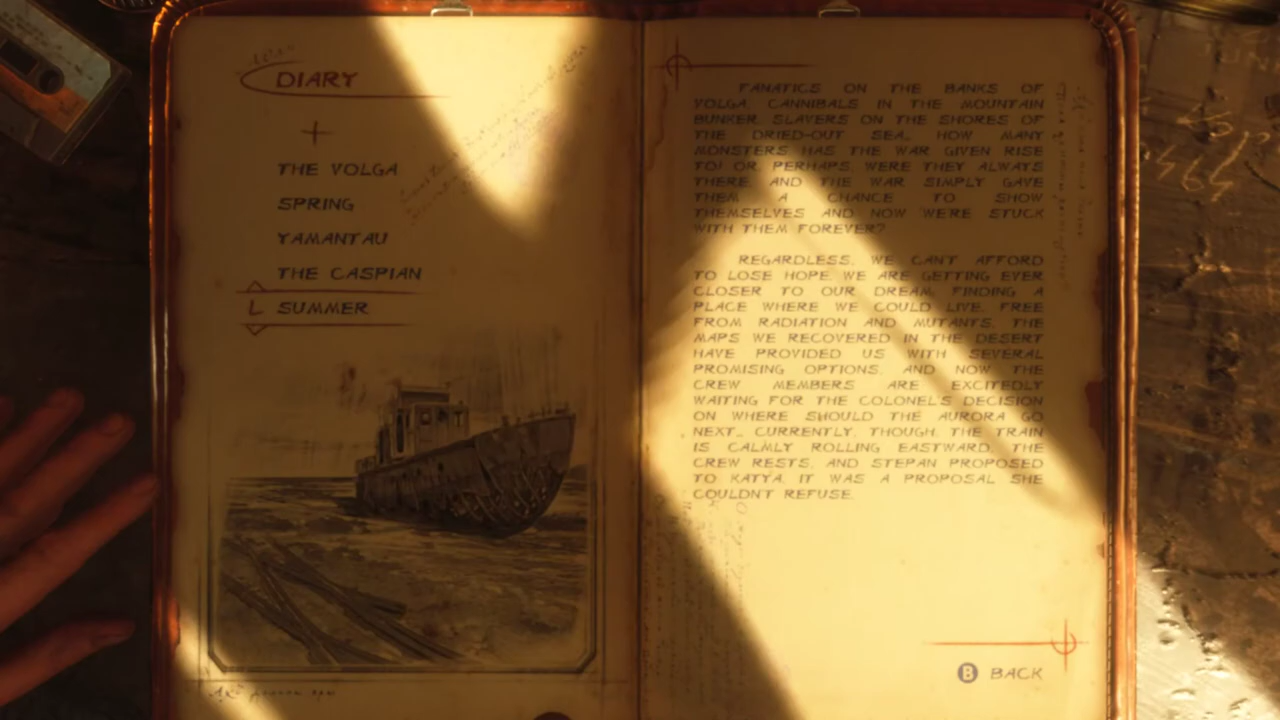 DIARY
THE VOLGA
SPRING
YAMANTAU
THE CASPIAN
SUMMER
FANATICS ON THE BANKS OF
VOLGA. CANNIBALS IN THE MOUNTAIN
BUNKER. SLAVERS ON THE SHORES OF
THE DRIED-OUT SEA. HOW MANY
MONSTERS HAS THE WAR GIVEN RISE
TO? OR, PERHAPS, WERE THEY ALWAYS
THERE, AND THE WAR SIMPLY GAVE
THEM A CHANCE TO SHOW
THEMSELVES AND NOW WE'RE STUCK
WITH THEM FOREVER?
REGARDLESS, WE CAN'T AFFORD
TO LOSE HOPE. WE ARE GETTING EVER
CLOSER TO OUR DREAM: FINDING A
PLACE WHERE WE COULD LIVE, FREE
FROM RADIATION AND MUTANTS. THE
MAPS WE RECOVERED IN THE DESERT
HAVE PROVIDED US WITH SEVERAL
PROMISING OPTIONS, AND NOW THE
CREW MEMBERS ARE EXCITEDLY
WAITING FOR THE COLONEL'S DECISION
ON WHERE SHOULD THE AURORA GO
NEXT... CURRENTLY, THOUGH, THE TRAIN
IS CALMLY ROLLING EASTWARD, THE
CREW RESTS, AND STEPAN PROPOSED
TO KATYA. IT WAS A PROPOSAL SHE
COULDN'T REFUSE.
B BACK